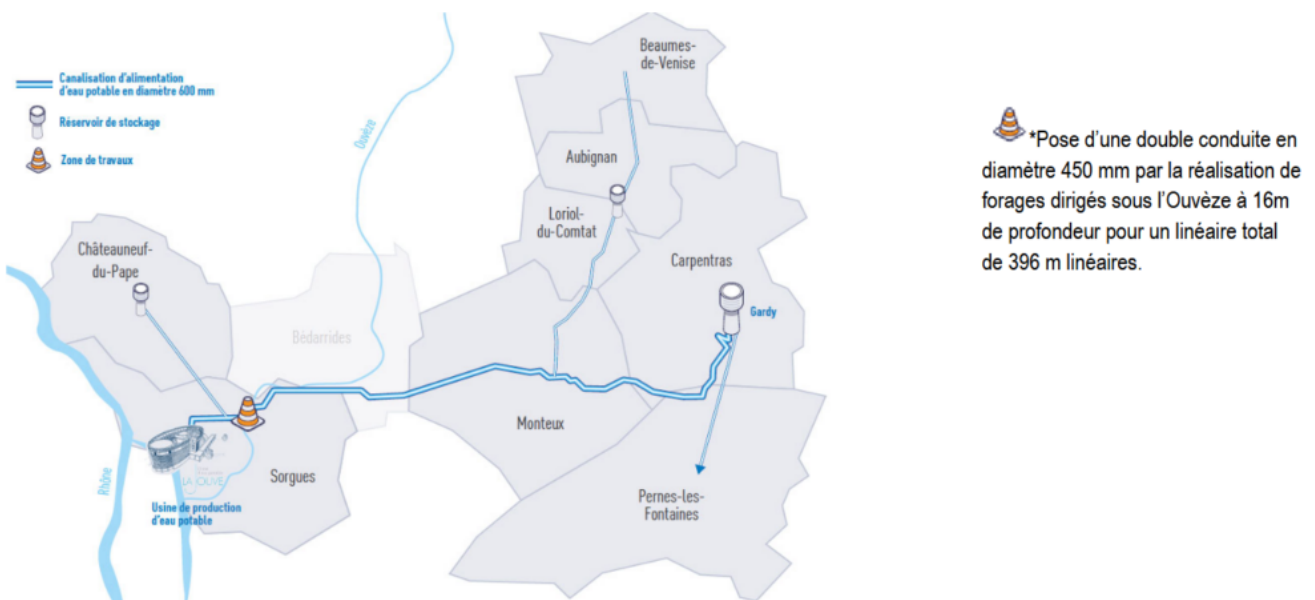 Canalisation d'alimentation
d'eau potable en diamètre 600 mm
Réservoir de stockage
Zone de travaux
Ouvèze
Beaumes-
de-Venise
Aubignan
Loriol-
du-Comtat
Carpentras
Gardy
Châteauneuf-
du-Pape
Bédarrides
Monteux
Sorgues
Rhône
LA JOUVE
Usine de production
d'eau potable
Pernes-les-
Fontaines
*Pose d'une double conduite en
diamètre 450 mm par la réalisation de
forages dirigés sous l'Ouvèze à 16m
de profondeur pour un linéaire total
de 396 m linéaires.